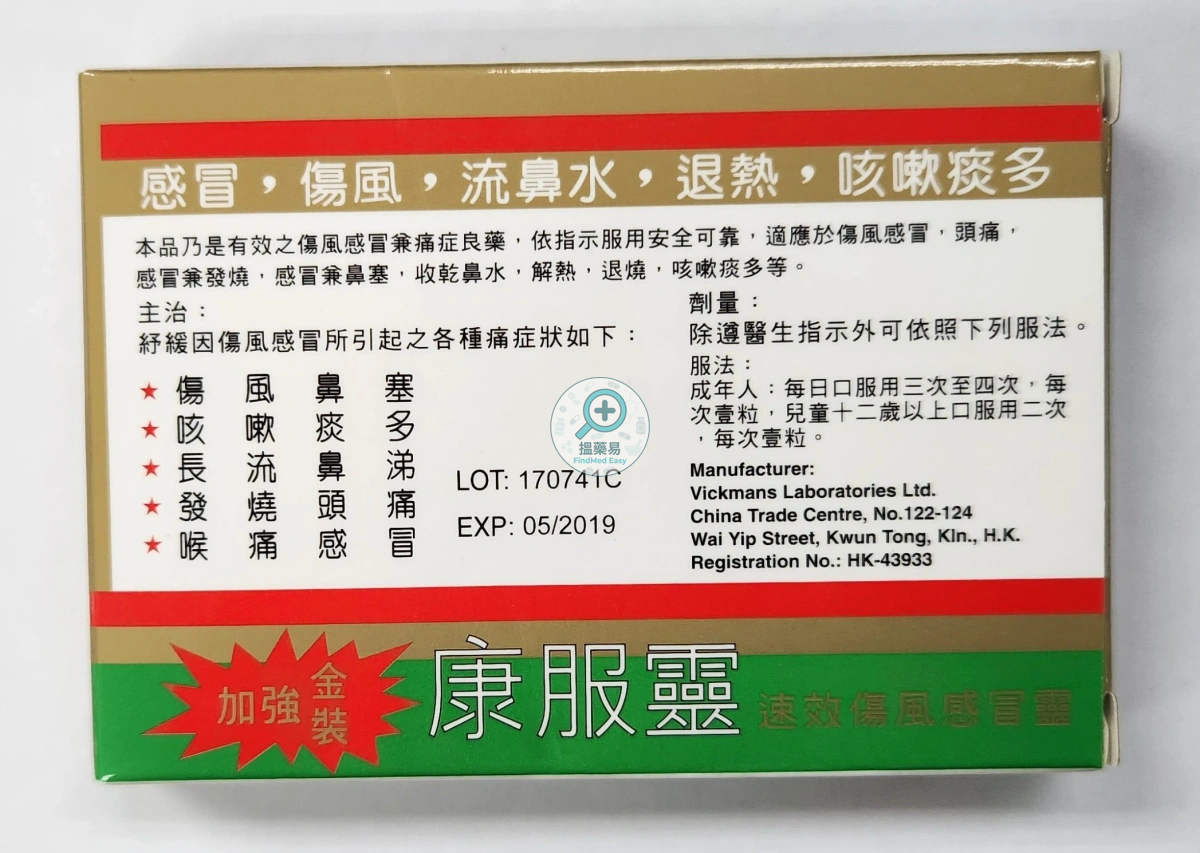 感冒，傷風，流鼻水，退熱，咳嗽痰多
本品乃是有效之傷風感冒兼痛症良藥，依指示服用安全可靠，適應於傷風感冒，頭痛，
感冒兼發燒，感冒兼鼻塞，收乾鼻水，解熱，退燒，咳嗽痰多等。
主治：
紓緩因傷風感冒所引起之各種痛症狀如下：
★ 傷風鼻塞
★ 咳嗽痰多
★ 長流鼻涕
★ 發燒頭痛
★ 喉痛感冒
搵藥易
FindMed Easy
LOT: 170741C
EXP: 05/2019
劑量：
除遵醫生指示外可依照下列服法。
服法：
成年人：每日口服用三次至四次，每
次壹粒，兒童十二歲以上口服用二次
，每次壹粒。
Manufacturer:
Vickmans Laboratories Ltd.
China Trade Centre, No.122-124
Wai Yip Street, Kwun Tong, Kln., H.K.
Registration No.: HK-43933
加強金裝
康服靈
速效傷風感冒靈